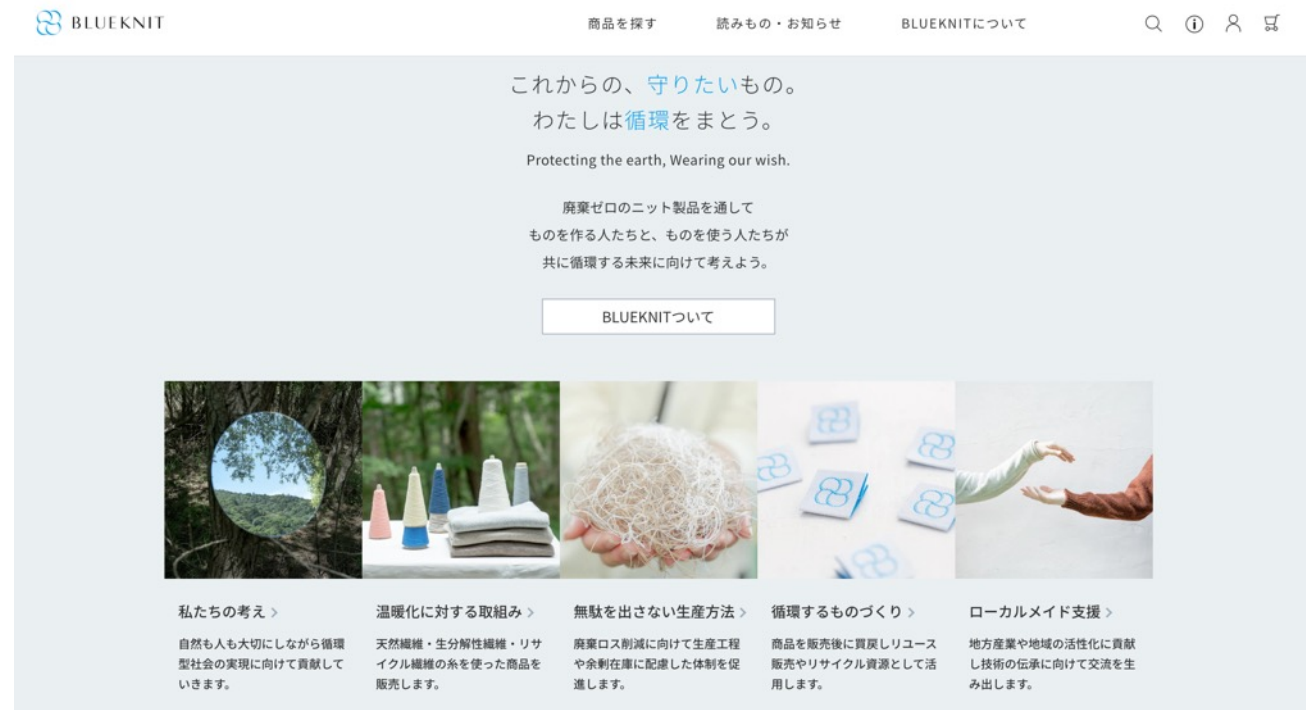 BLUEKNIT
商品を探す
読みもの・お知らせ
BLUEKNITについて
これからの、守りたいもの。
わたしは循環をまとう。
Protecting the earth, Wearing our wish.
廃棄ゼロのニット製品を通して
ものを作る人たちと、ものを使う人たちが
共に循環する未来に向けて考えよう。
BLUEKNITついて
私たちの考え >
自然も人も大切にしながら循環
型社会の実現に向けて貢献して
いきます。
温暖化に対する取組み >
天然繊維・生分解性繊維・リサ
イクル繊維の糸を使った商品を
販売します。
無駄を出さない生産方法 >
廃棄ロス削減に向けて生産工程
や余剰在庫に配慮した体制を促
進します。
循環するものづくり >
商品を販売後に買戻しリユース
販売やリサイクル資源として活
用します。
ローカルメイド支援 >
地方産業や地域の活性化に貢献
し技術の伝承に向けて交流を生
み出します。